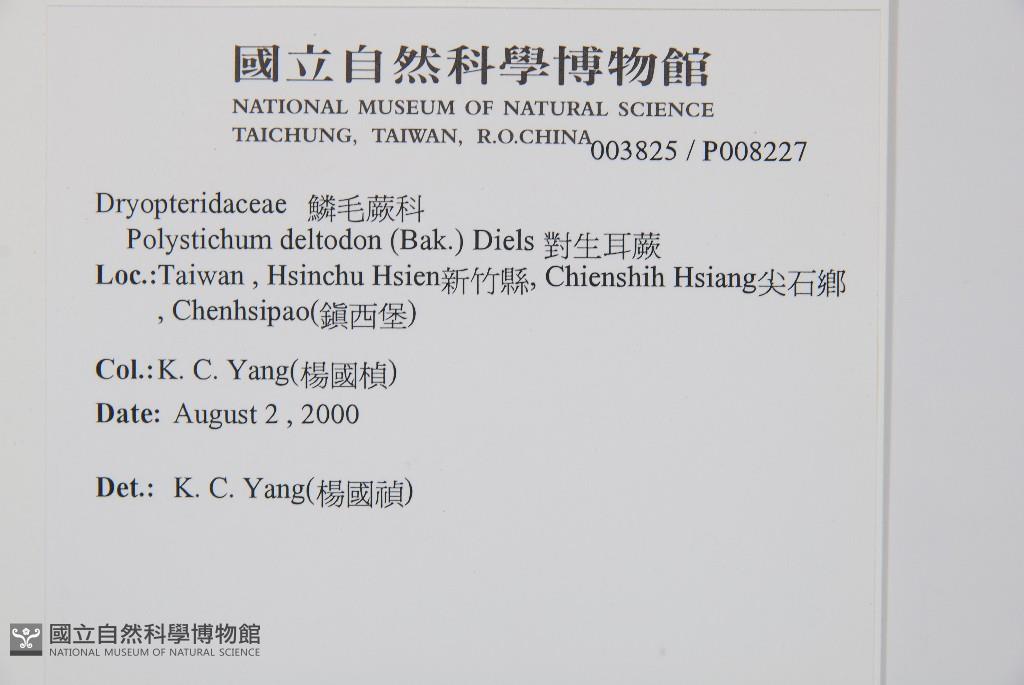 國立自然科學博物館
NATIONAL MUSEUM OF NATURAL SCIENCE
TAICHUNG, TAIWAN, R.O.CHINA
003825 / P008227
Dryopteridaceae 鱗毛蕨科
Polystichum deltodon (Bak.) Diels 對生耳蕨
Loc.:Taiwan , Hsinchu Hsien新竹縣, Chienshih Hsiang尖石鄉
, Chenhsipao(鎭西堡)
Col.:K. C. Yang(楊國楨)
Date: August 2 , 2000
Det.: K. C. Yang(楊國禎)
國立自然科學博物館
NATIONAL MUSEUM OF NATURAL SCIENCE